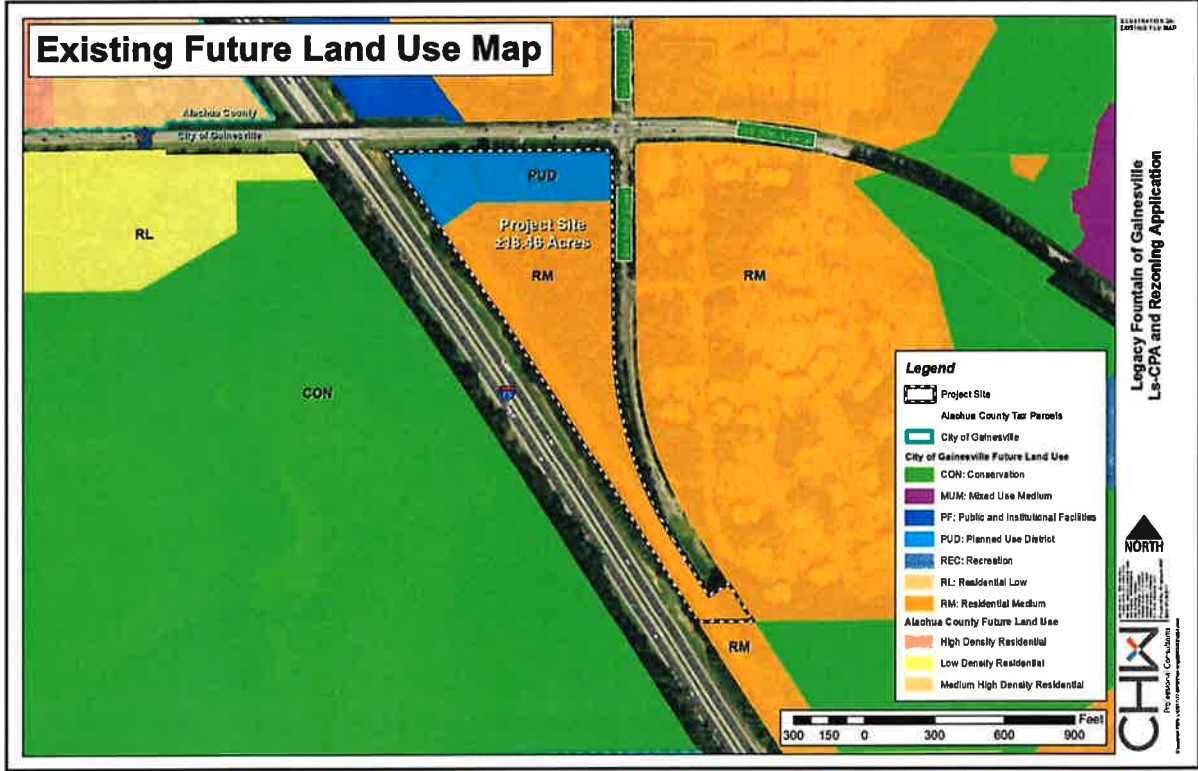 Existing Future Land Use Map
EXISTING FLU MAP
Alachua County
City of Gainesville
PUD
Project Site
±18.46 Acres
RL
RM
RM
CON
RM
Legend
Project Site
Alachua County Tax Parcels
City of Gainesville
City of Gainesville Future Land Use
CON: Conservation
MUM: Mixed Use Medium
PF: Public and Institutional Facilities
PUD: Planned Use District
REC: Recreation
RL: Residential Low
RM: Residential Medium
Alachua County Future Land Use
High Density Residential
Low Density Residential
Medium High Density Residential
Feet
300 150 0 300 600 900
Legacy Fountain of Gainesville
Ls-CPA and Rezoning Application
NORTH
CHW
Professional Consultants